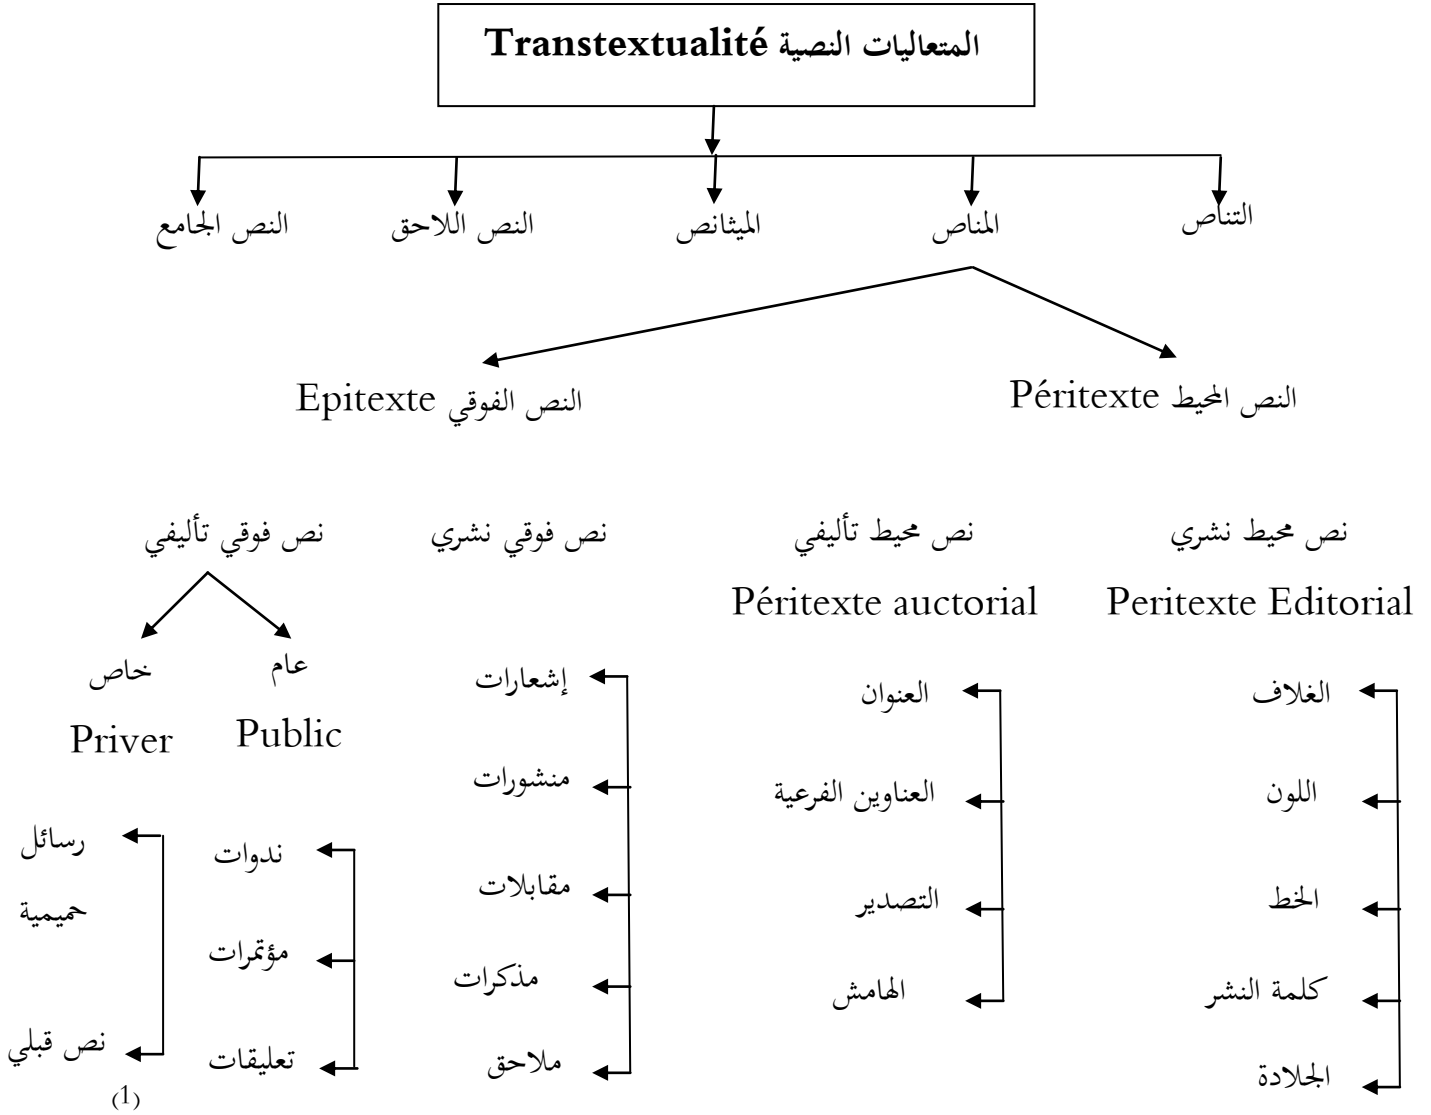 المتعاليات النصية Transtextualité
التناص
المناص
الميثانص
النص اللاحق
النص الجامع
النص المحيط Péritexte
النص الفوقي Epitexte
نص محيط نشري
Peritexte Editorial
نص محيط تأليفي
Péritexte auctorial
نص فوقي نشري
نص فوقي تأليفي
الغلاف
اللون
الخط
كلمة النشر
الجلادة
العنوان
العناوين الفرعية
التصدير
الهامش
إشعارات
منشورات
مقابلات
مذكرات
ملاحق
عام
Public
ندوات
مؤتمرات
تعليقات
خاص
Priver
رسائل
حميمية
نص قبلي
(1)